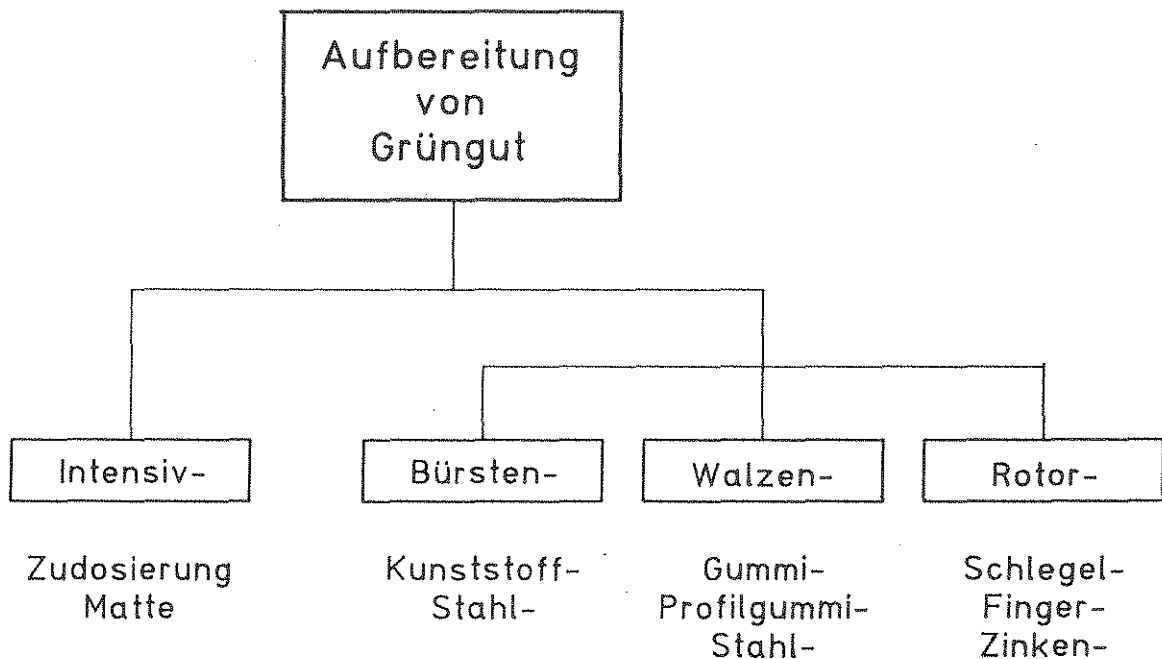 Aufbereitung
von
Grüngut
Intensiv-
Bürsten-
Walzen-
Rotor-
Zudosierung
Matte
Kunststoff-
Stahl-
Gummi-
Profilgummi-
Stahl-
Schlegel-
Finger-
Zinken-